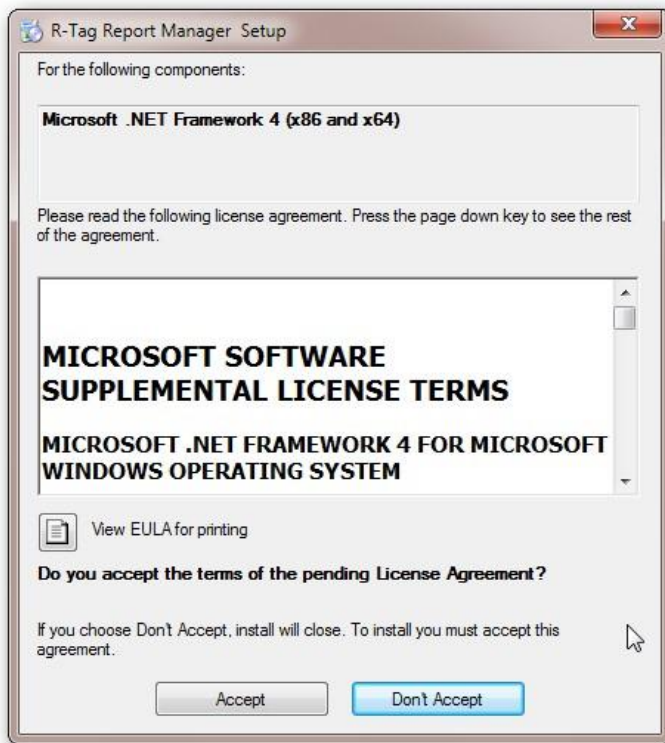 R-Tag Report Manager Setup
For the following components:
Microsoft .NET Framework 4 (x86 and x64)
Please read the following license agreement. Press the page down key to see the rest
of the agreement.
MICROSOFT SOFTWARE
SUPPLEMENTAL LICENSE TERMS
MICROSOFT .NET FRAMEWORK 4 FOR MICROSOFT
WINDOWS OPERATING SYSTEM
View EULA for printing
Do you accept the terms of the pending License Agreement?
If you choose Don't Accept, install will close. To install you must accept this
agreement.
Accept
Don't Accept